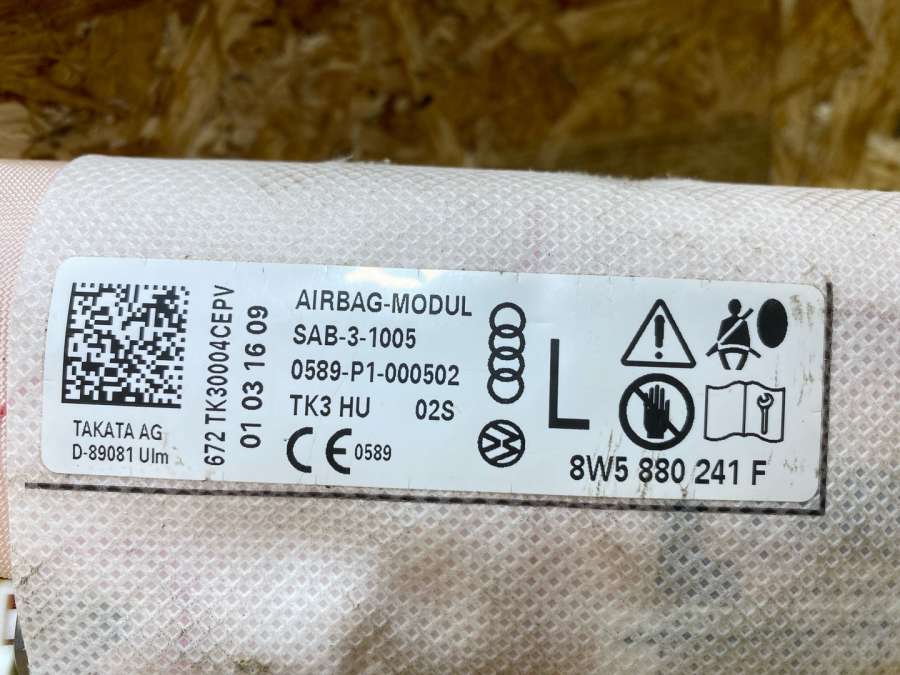 TAKATA AG
D-89081 Ulm
672 TK30004CEPV
01 03 16 09
AIRBAG-MODUL
SAB-3-1005
0589-P1-000502
TK3 HU 02S
CE 0589
L
8W5 880 241 F